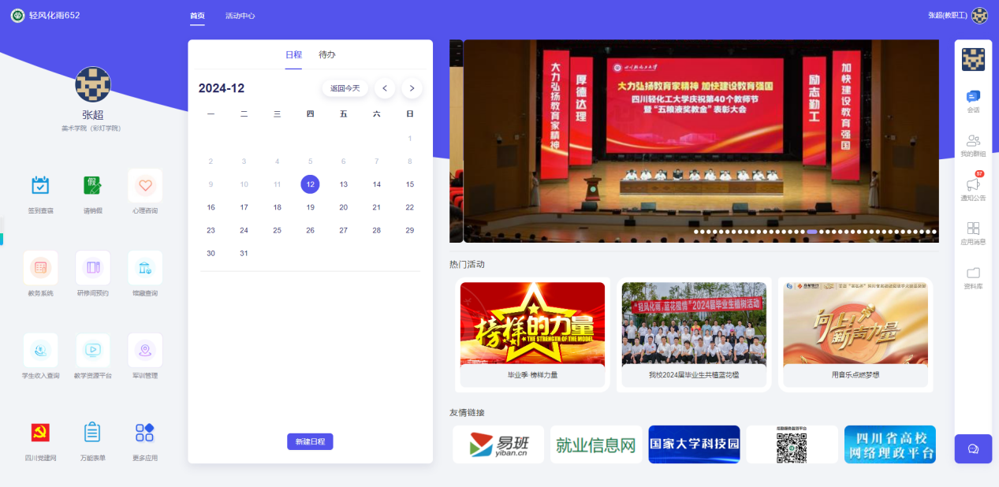 轻风化雨652
首页
活动中心
张超(教职工)
张超
美术学院（彩灯学院）
签到查寝
请销假
心理咨询
教务系统
研修间预约
馆藏查询
学生收入查询
教学资源平台
军训管理
四川党建网
万能表单
更多应用
日程
待办
2024-12
返回今天
一 二 三 四 五 六 日
1
2 3 4 5 6 7 8
9 10 11 12 13 14 15
16 17 18 19 20 21 22
23 24 25 26 27 28 29
30 31
新建日程
大力弘扬教育家精神
厚德达理
大力弘扬教育家精神 加快建设教育强国
四川轻化工大学庆祝第40个教师节
暨“五粮液奖教金”表彰大会
励志勤工
加快建设教育强国
热门活动
榜样的力量
THE STRENGTH OF THE MODEL
毕业季·榜样力量
“轻风化雨，蓝花楹情”2024届毕业生植树活动
我校2024届毕业生共植蓝花楹
向上!
新声力量
用音乐点燃梦想
友情链接
易班
yiban.cn
就业信息网
国家大学科技园
四川省高校
网络理政平台
会话
我的群组
57
通知公告
应用消息
资料库